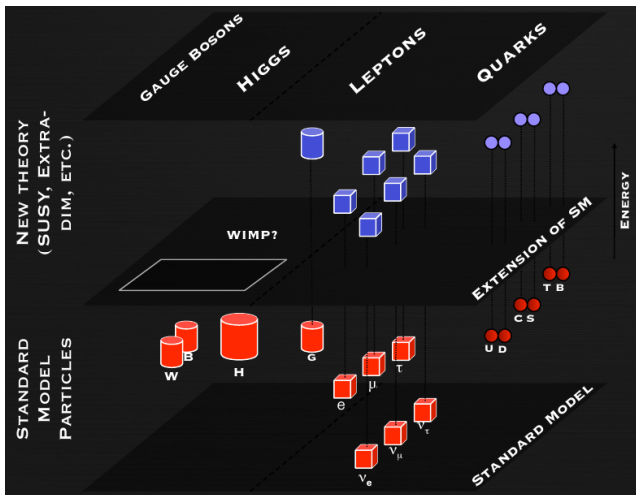 GAUGE BOSONS
HIGGS
LEPTONS
QUARKS
NEW THEORY
(SUSY, EXTRA-
DIM, ETC.)
ENERGY
WIMP?
EXTENSION OF SM
T B
C S
U D
B
W
H
G
τ
μ
e
ντ
νμ
νe
STANDARD
MODEL
PARTICLES
STANDARD MODEL